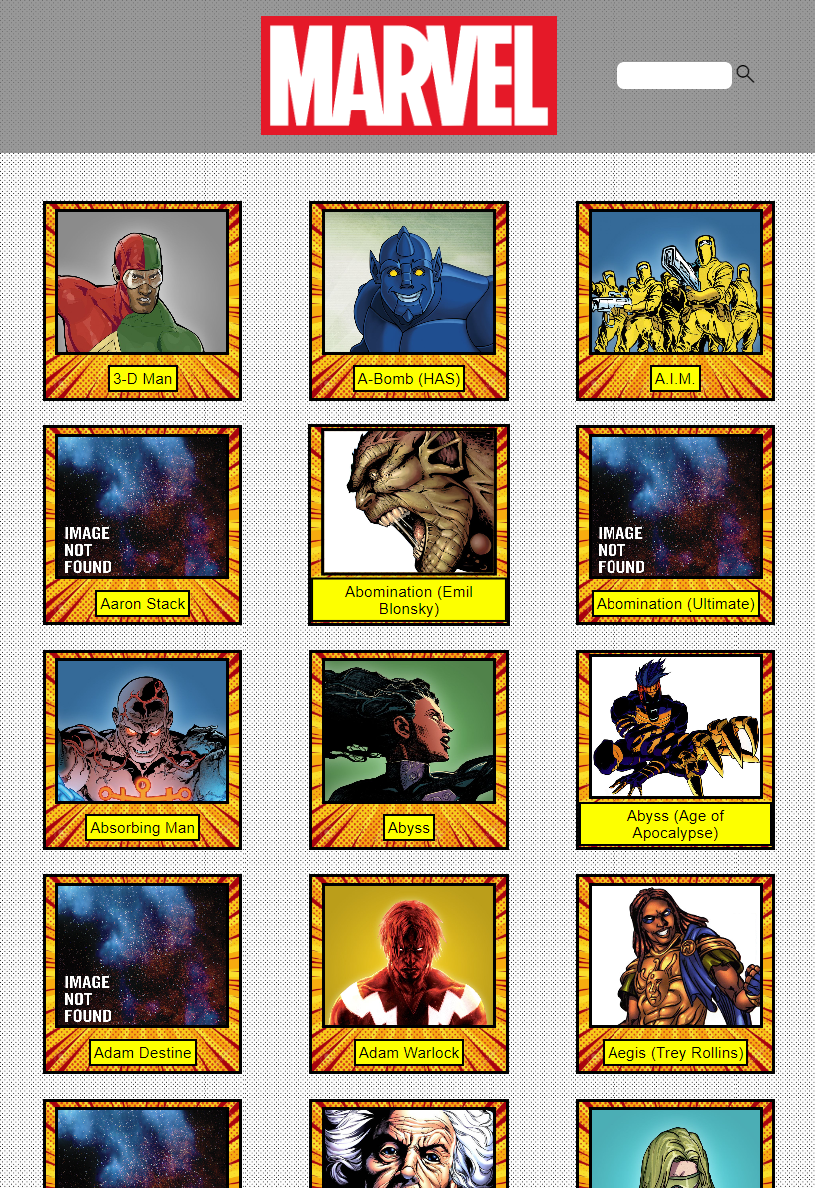 MARVEL
3-D Man
A-Bomb (HAS)
A.I.M.
IMAGE
NOT
FOUND
Aaron Stack
Abomination (Emil
Blonsky)
IMAGE
NOT
FOUND
Abomination (Ultimate)
Absorbing Man
Abyss
Abyss (Age of
Apocalypse)
IMAGE
NOT
FOUND
Adam Destine
Adam Warlock
Aegis (Trey Rollins)